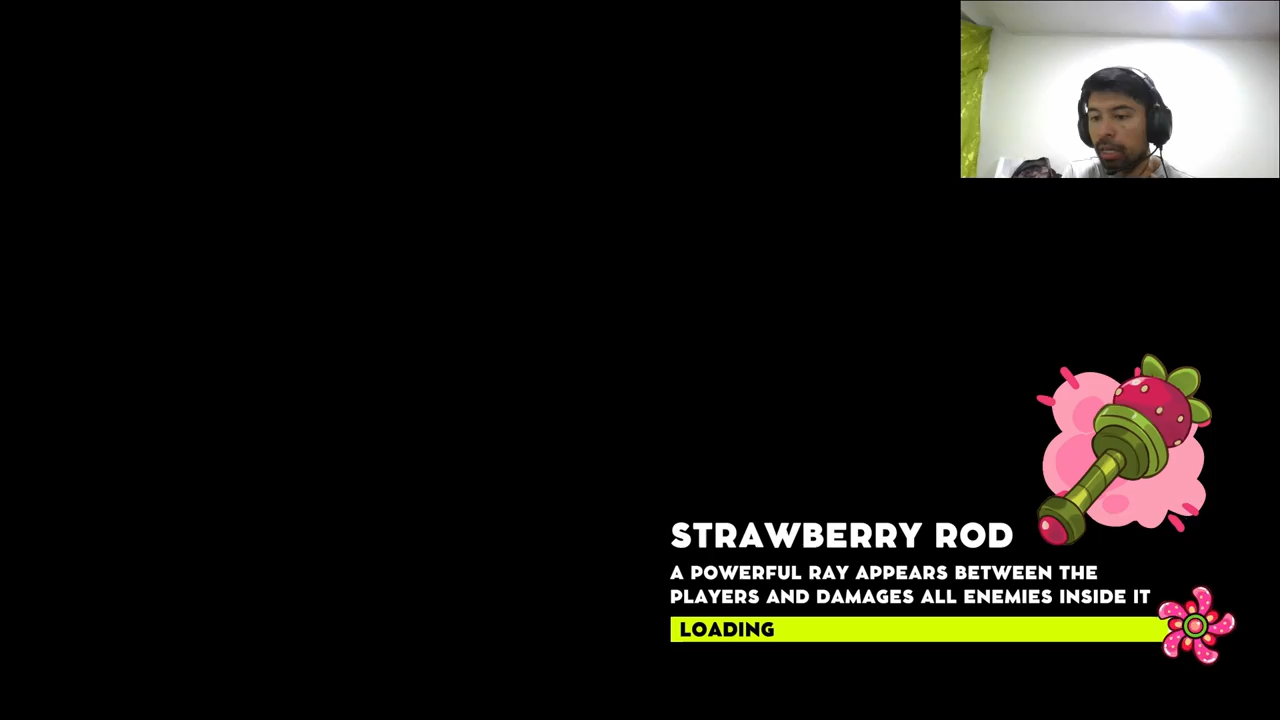 STRAWBERRY ROD
A POWERFUL RAY APPEARS BETWEEN THE
PLAYERS AND DAMAGES ALL ENEMIES INSIDE IT
LOADING